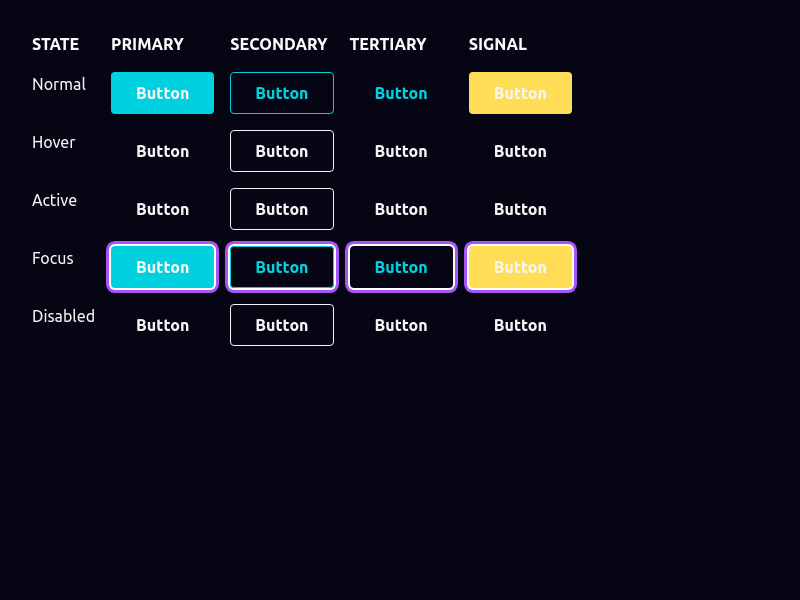 STATE PRIMARY SECONDARY TERTIARY SIGNAL
Normal Button Button Button Button
Hover Button Button Button Button
Active Button Button Button Button
Focus Button Button Button Button
Disabled Button Button Button Button